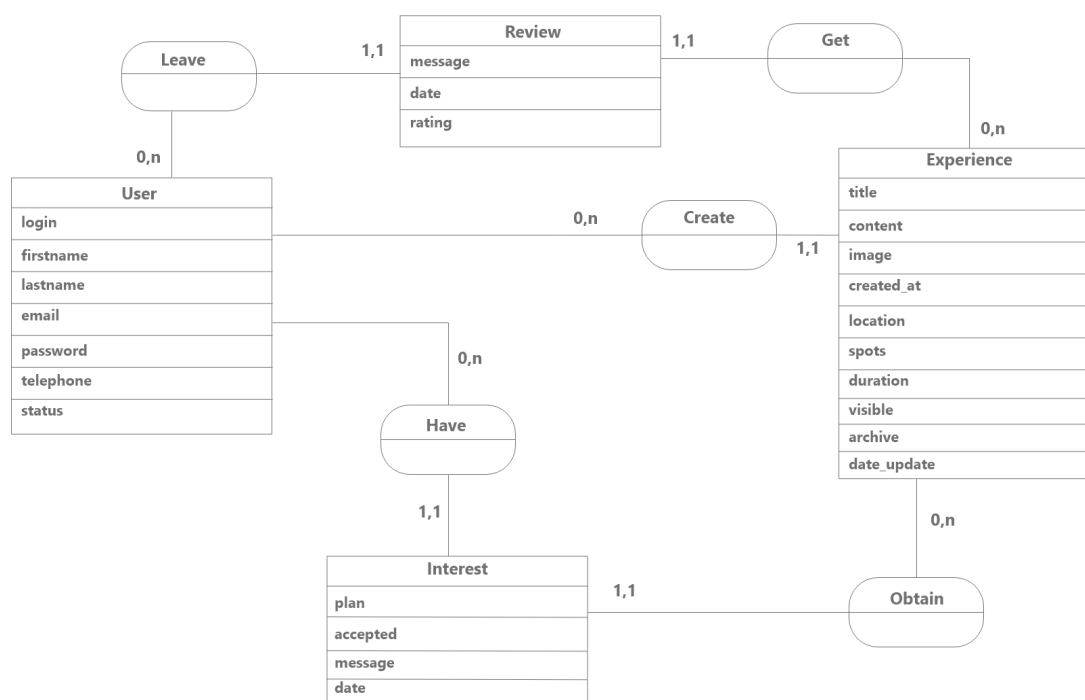 Review
message
date
rating
Leave
1,1
1,1
Get
0,n
0,n
User
login
firstname
lastname
email
password
telephone
status
0,n
Create
1,1
Experience
title
content
image
created_at
location
spots
duration
visible
archive
date_update
0,n
Have
1,1
0,n
Interest
plan
accepted
message
date
1,1
Obtain